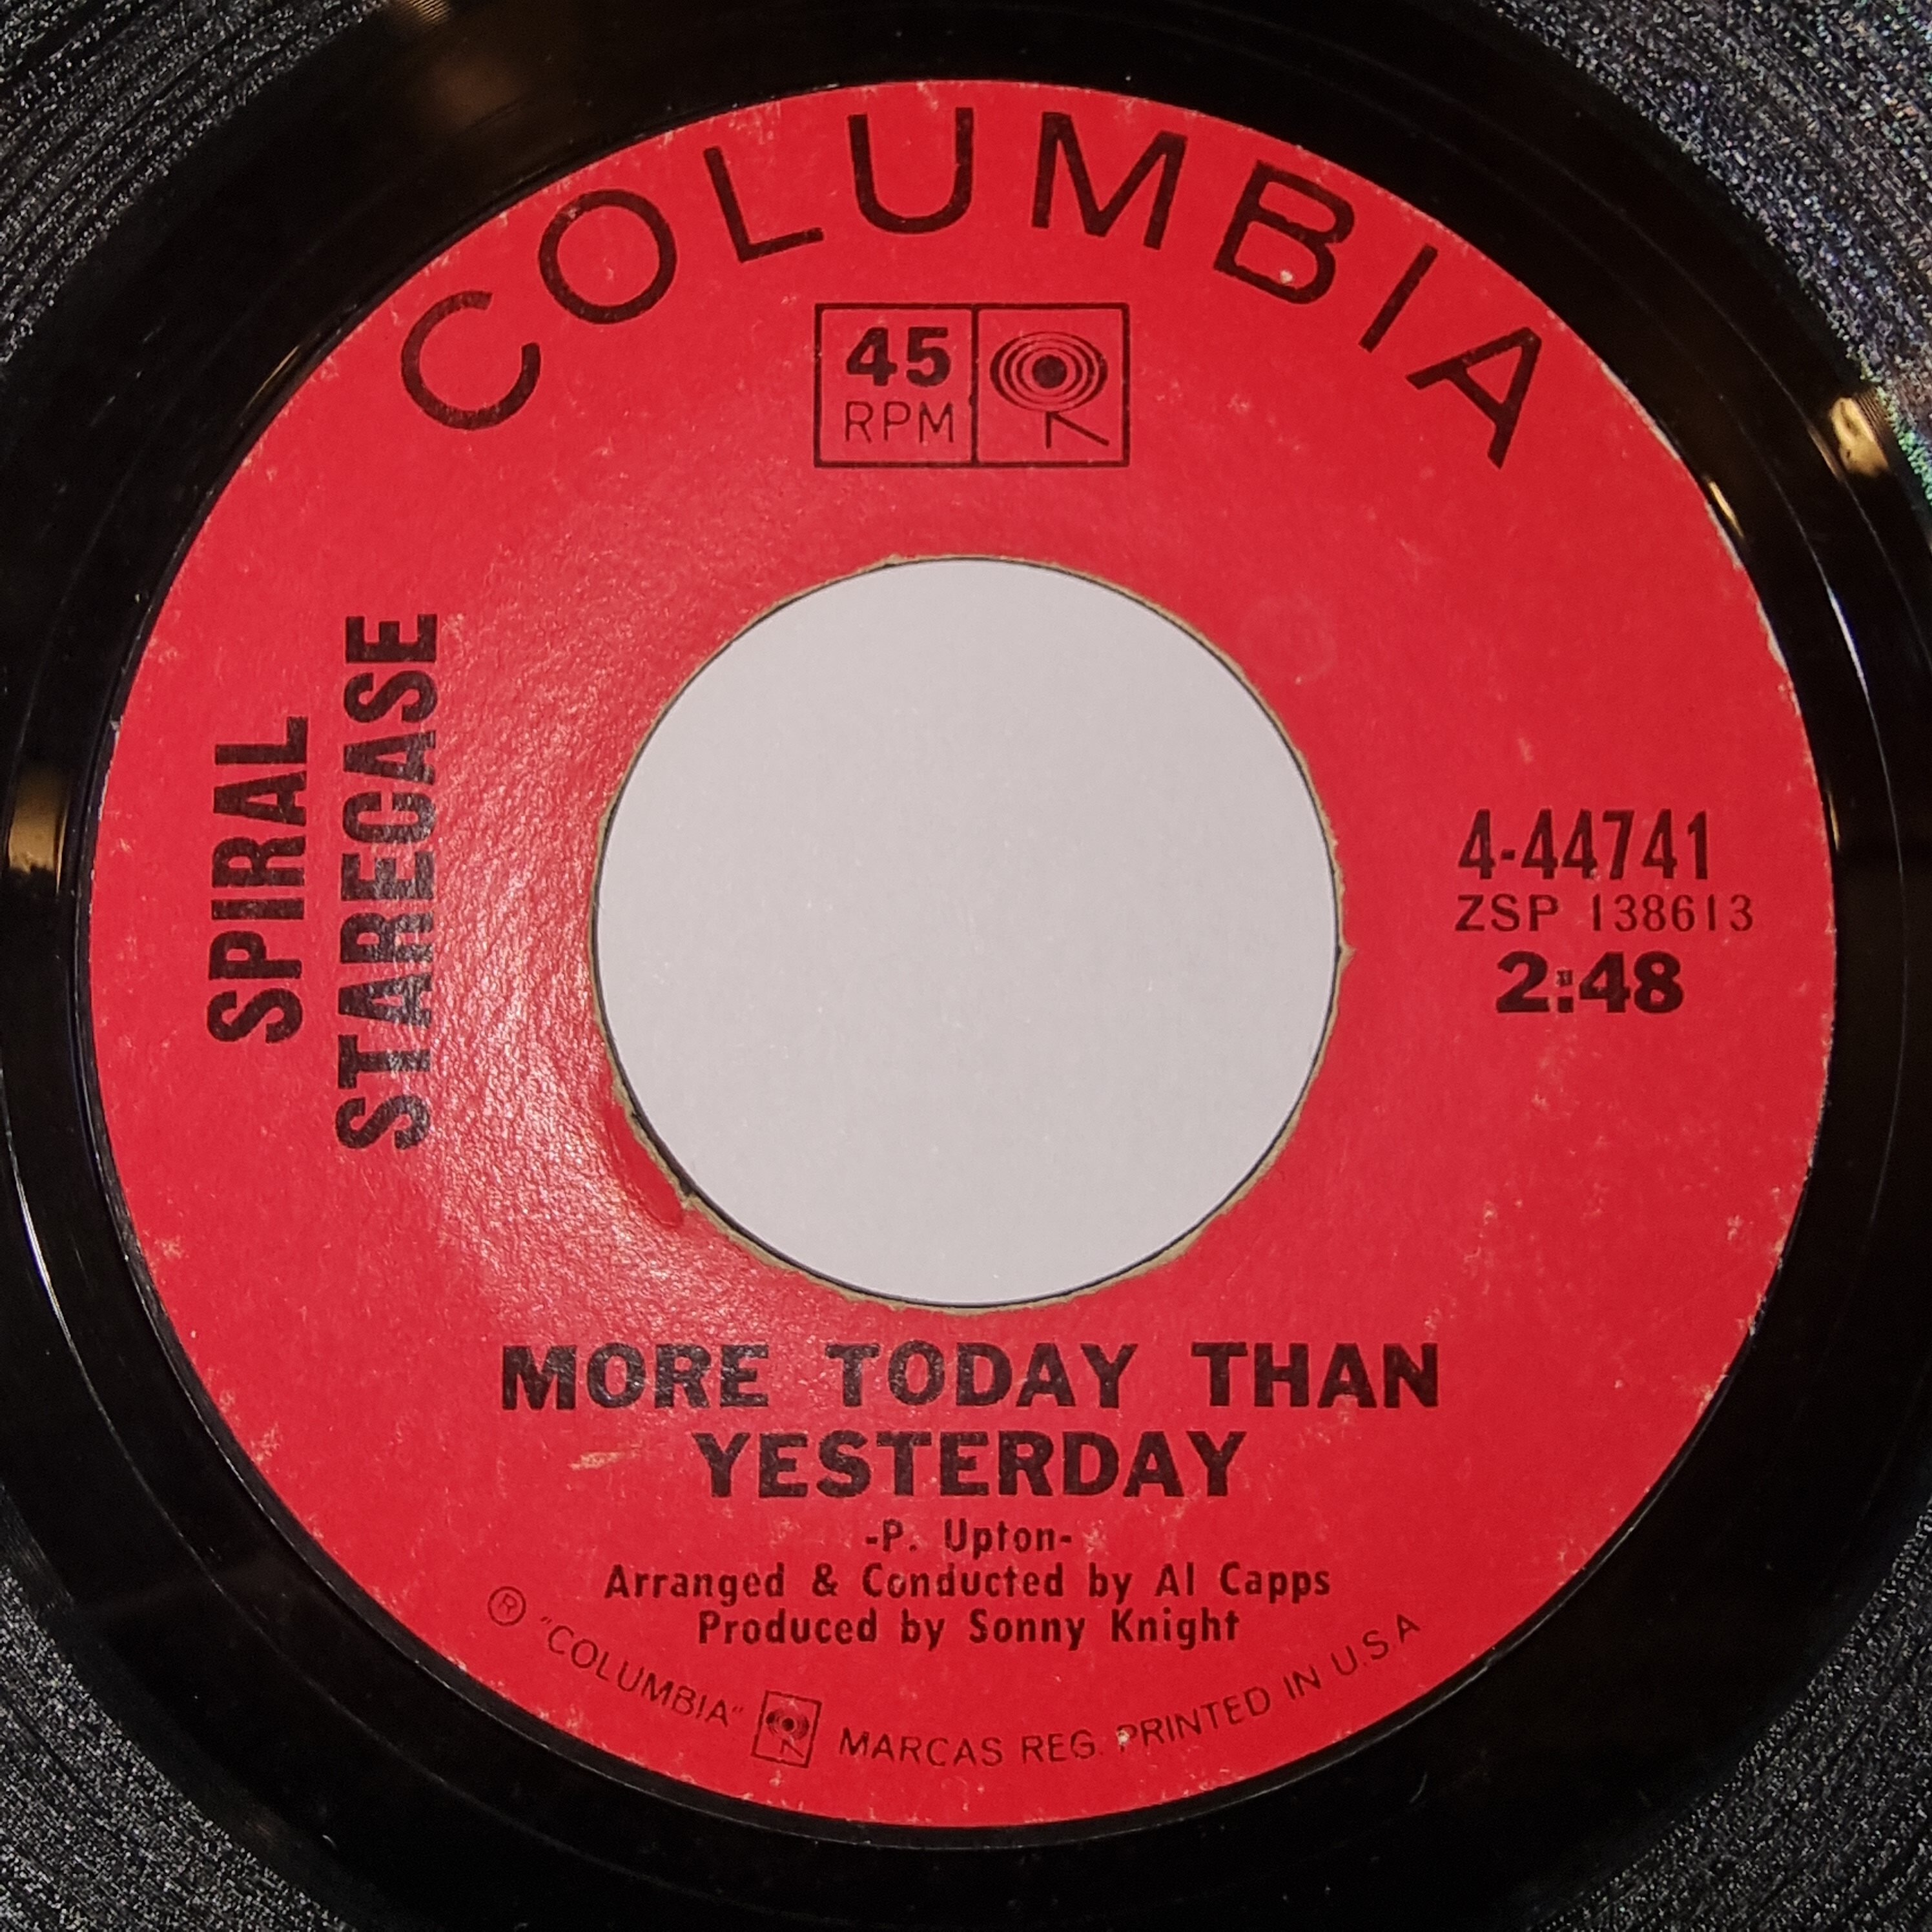 COLUMBIA
45
RPM
SPIRAL
STARECASE
4-44741
ZSP 138613
2:48
MORE TODAY THAN
YESTERDAY
-P. Upton-
Arranged & Conducted by Al Capps
Produced by Sonny Knight
® "COLUMBIA" MARCAS REG. PRINTED IN U.S.A